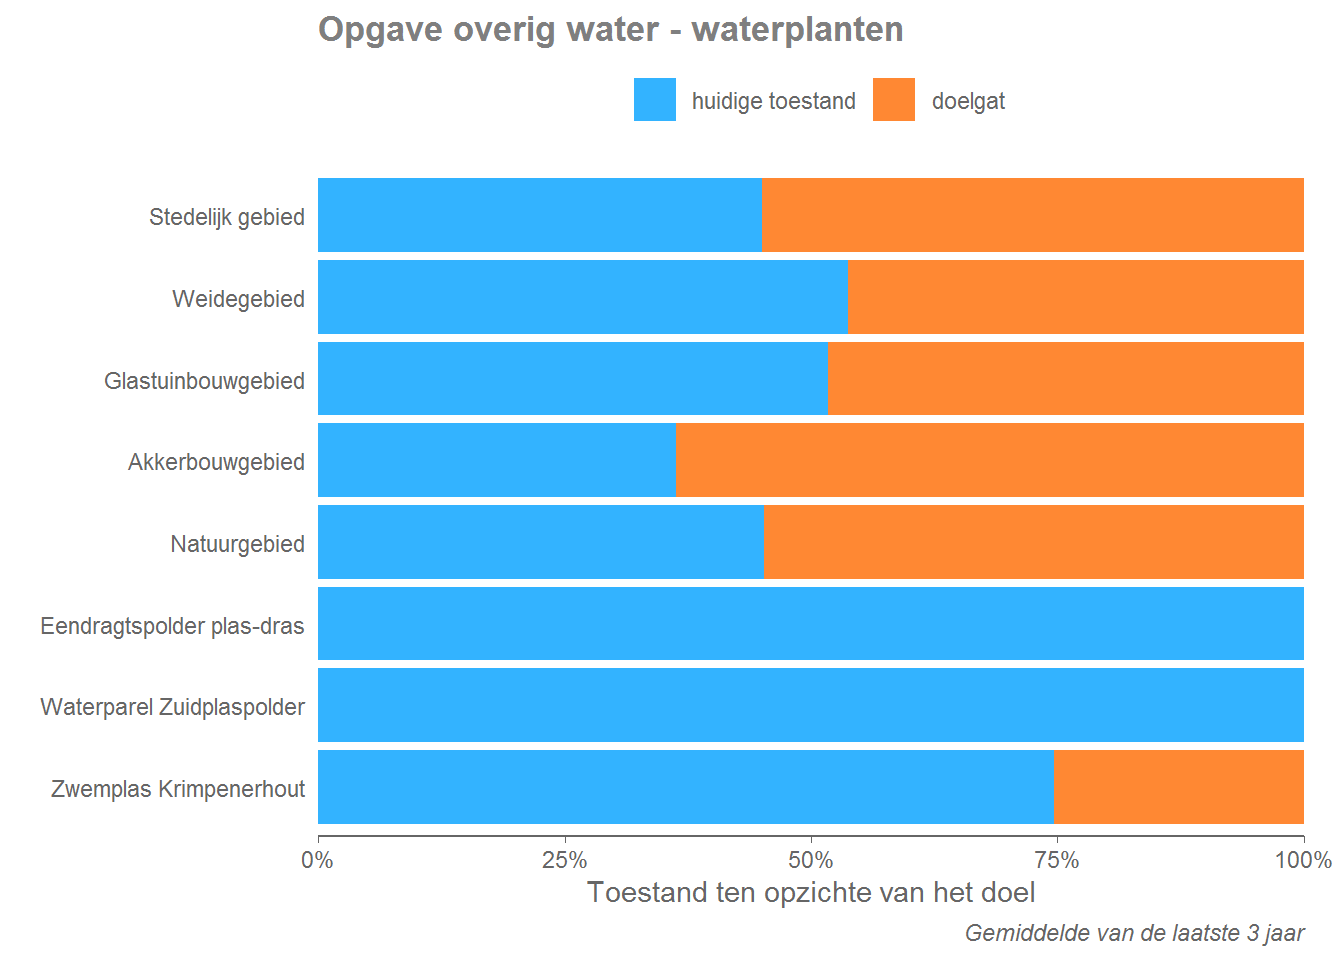 Opgave overig water - waterplanten
huidige toestand doelgat
Stedelijk gebied
Weidegebied
Glastuinbouwgebied
Akkerbouwgebied
Natuurgebied
Eendragtspolder plas-dras
Waterparel Zuidplaspolder
Zwemplas Krimpenerhout
0% 25% 50% 75% 100%
Toestand ten opzichte van het doel
Gemiddelde van de laatste 3 jaar